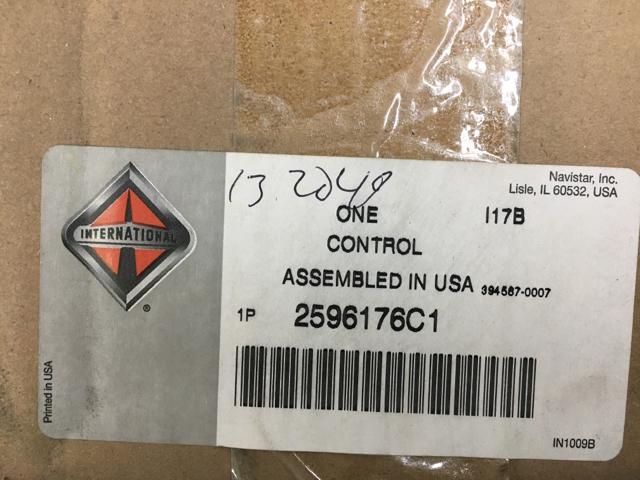 Navistar, Inc.
Lisle, IL 60532, USA
13.2048
ONE I17B
CONTROL
INTERNATIONAL
®
ASSEMBLED IN USA 394567-0007
1P 2596176C1
Printed in USA
IN1009B